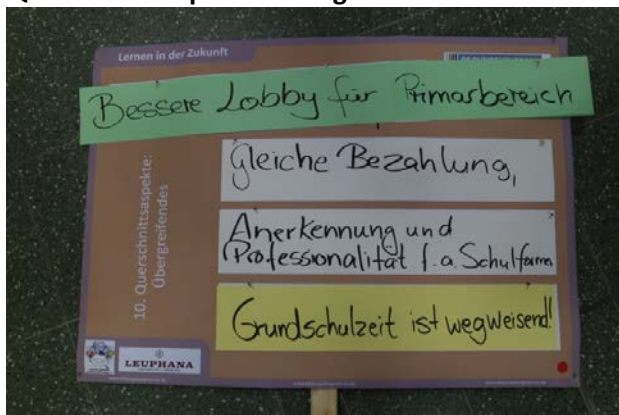 Lernen in der Zukunft
Bessere Lobby für Primarbereich
10. Querschnittsaspekte:
Übergreifendes
Gleiche Bezahlung,
Anerkennung und
Professionalität f. a. Schulformen
Grundschulzeit ist wegweisend!
LEUPHANA